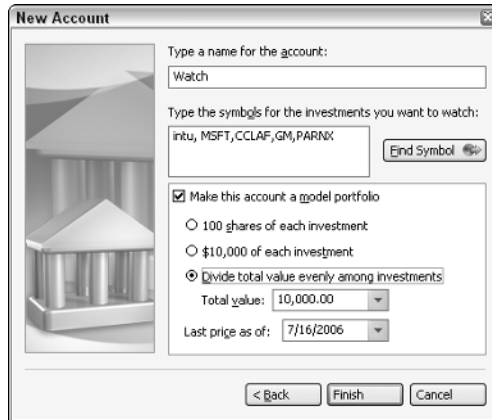 New Account
Type a name for the account:
Watch
Type the symbols for the investments you want to watch:
intu, MSFT,CCLAF,GM,PARNX
Find Symbol
Make this account a model portfolio
100 shares of each investment
$10,000 of each investment
Divide total value evenly among investments
Total value: 10,000.00
Last price as of: 7/16/2006
< Back Finish Cancel